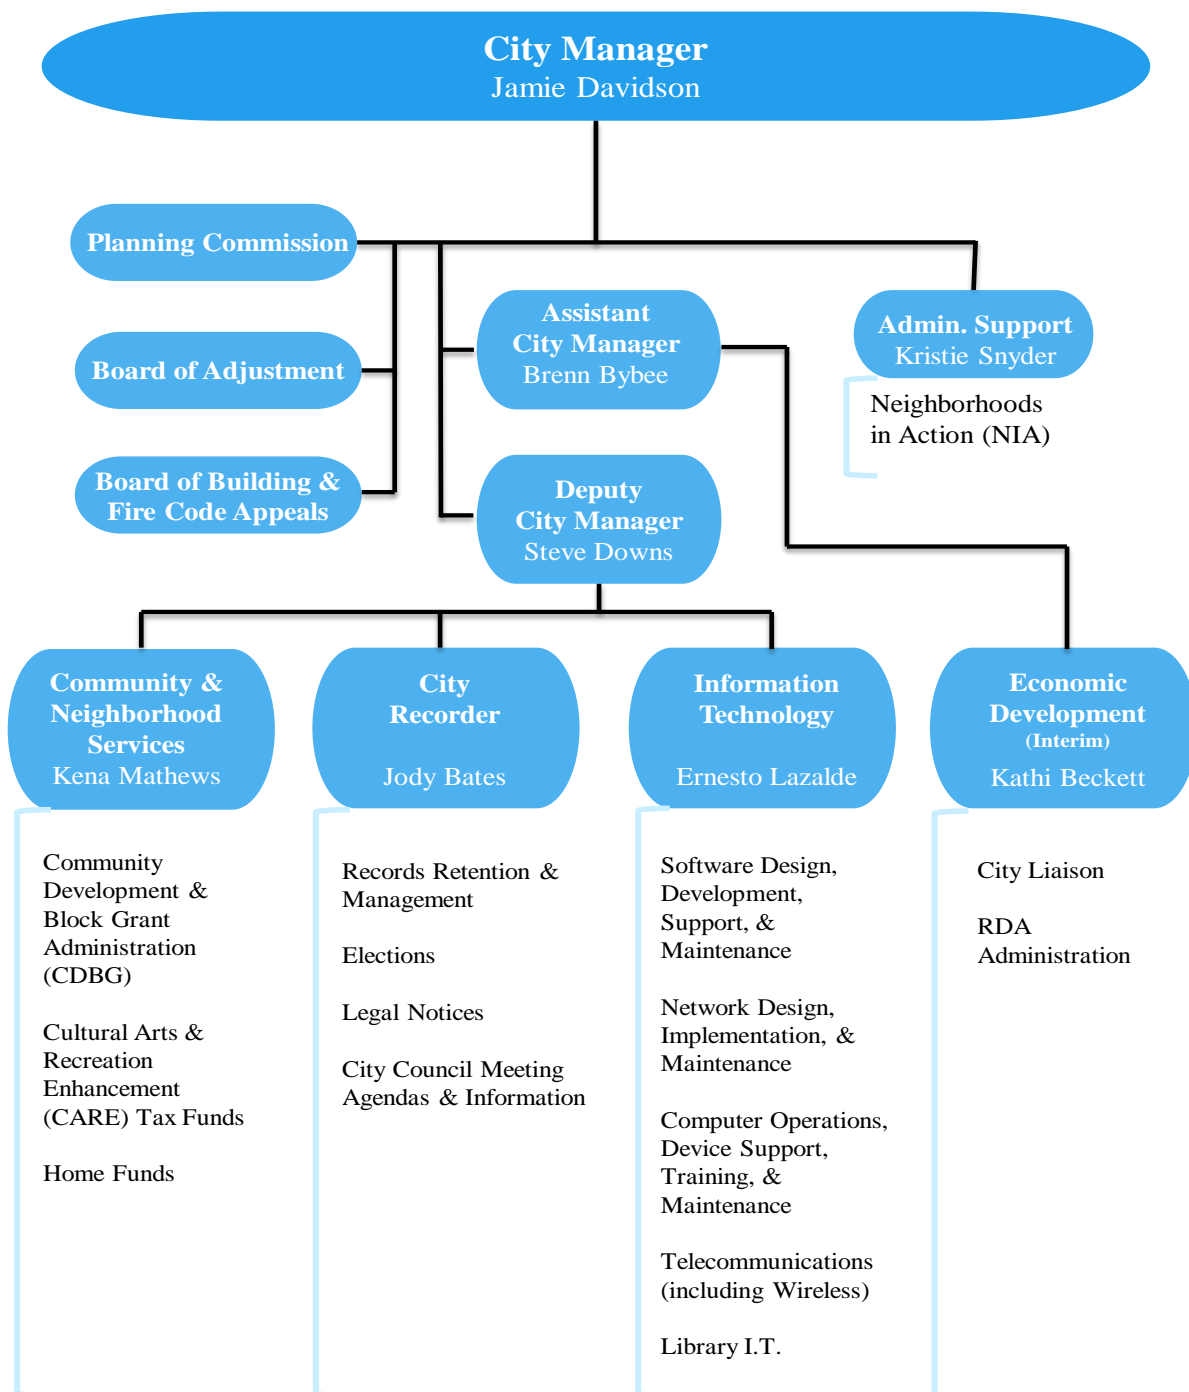 City Manager
Jamie Davidson
Planning Commission
Board of Adjustment
Board of Building &
Fire Code Appeals
Assistant
City Manager
Brenn Bybee
Deputy
City Manager
Steve Downs
Admin. Support
Kristie Snyder
Neighborhoods
in Action (NIA)
Community &
Neighborhood
Services
Kena Mathews
Community
Development &
Block Grant
Administration
(CDBG)
Cultural Arts &
Recreation
Enhancement
(CARE) Tax Funds
Home Funds
City
Recorder
Jody Bates
Records Retention &
Management
Elections
Legal Notices
City Council Meeting
Agendas & Information
Information
Technology
Ernesto Lazalde
Software Design,
Development,
Support, &
Maintenance
Network Design,
Implementation, &
Maintenance
Computer Operations,
Device Support,
Training, &
Maintenance
Telecommunications
(including Wireless)
Library I.T.
Economic
Development
(Interim)
Kathi Beckett
City Liaison
RDA
Administration